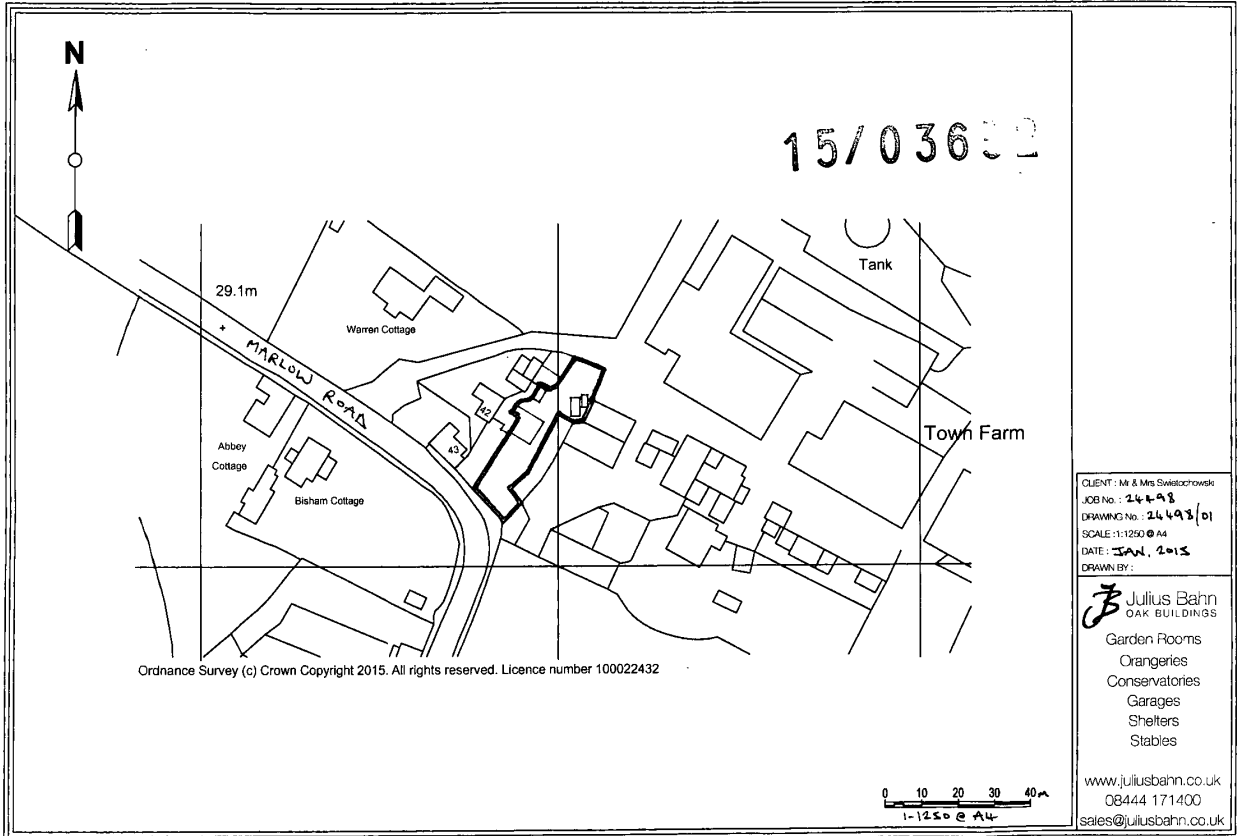 N
15/036
29.1m
Tank
Warren Cottage
MARLOW ROAD
42
43
Town Farm
Abbey
Cottage
Bisham Cottage
Ordnance Survey (c) Crown Copyright 2015. All rights reserved. Licence number 100022432
CLIENT : Mr & Mrs Swietochowski
JOB No. : 24498
DRAWING No. : 24498/01
SCALE :1:1250 @ A4
DATE : JAN, 2015
DRAWN BY :
Julius Bahn
OAK BUILDINGS
Garden Rooms
Orangeries
Conservatories
Garages
Shelters
Stables
www.juliusbahn.co.uk
08444 171400
sales@juliusbahn.co.uk
0 10 20 30 40m
1-1250 @ A4